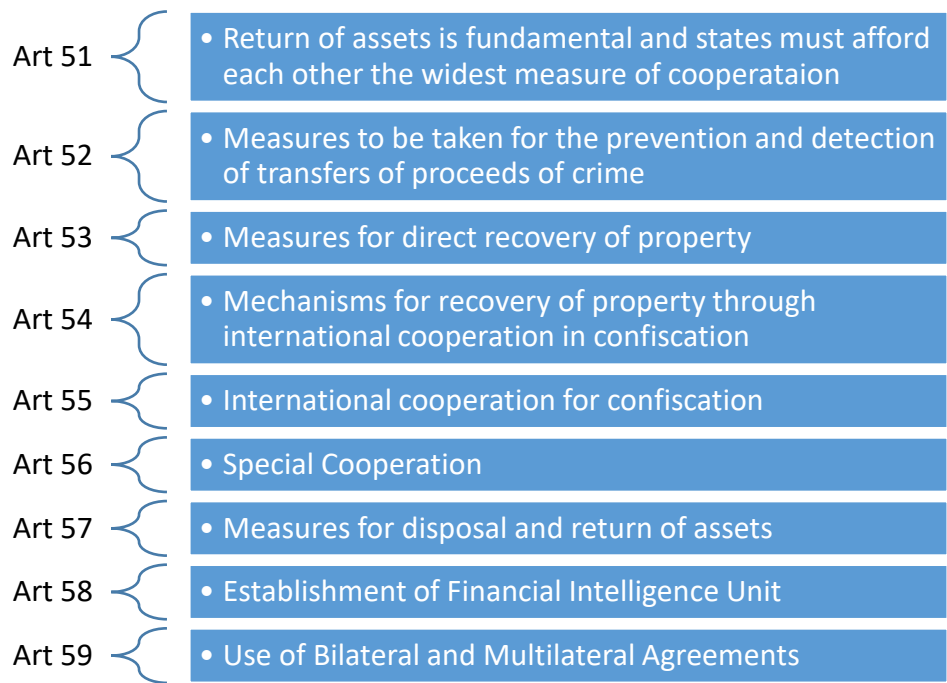 Art 51
• Return of assets is fundamental and states must afford
each other the widest measure of cooperataion
Art 52
• Measures to be taken for the prevention and detection
of transfers of proceeds of crime
Art 53
• Measures for direct recovery of property
Art 54
• Mechanisms for recovery of property through
international cooperation in confiscation
Art 55
• International cooperation for confiscation
Art 56
• Special Cooperation
Art 57
• Measures for disposal and return of assets
Art 58
• Establishment of Financial Intelligence Unit
Art 59
• Use of Bilateral and Multilateral Agreements